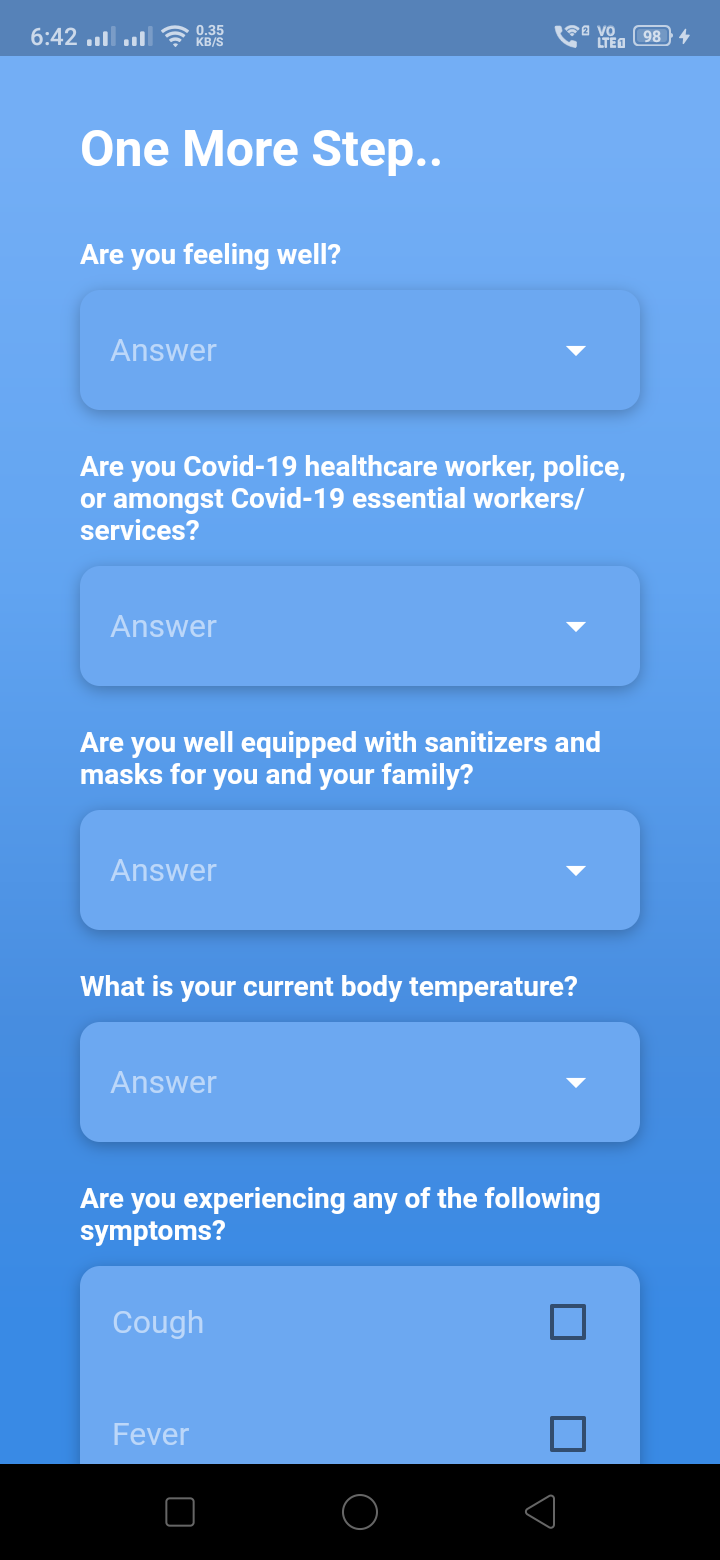 6:42 0.35 KB/S 2 VO LTE 1 98
One More Step..
Are you feeling well?
Answer
Are you Covid-19 healthcare worker, police,
or amongst Covid-19 essential workers/
services?
Answer
Are you well equipped with sanitizers and
masks for you and your family?
Answer
What is your current body temperature?
Answer
Are you experiencing any of the following
symptoms?
Cough
Fever